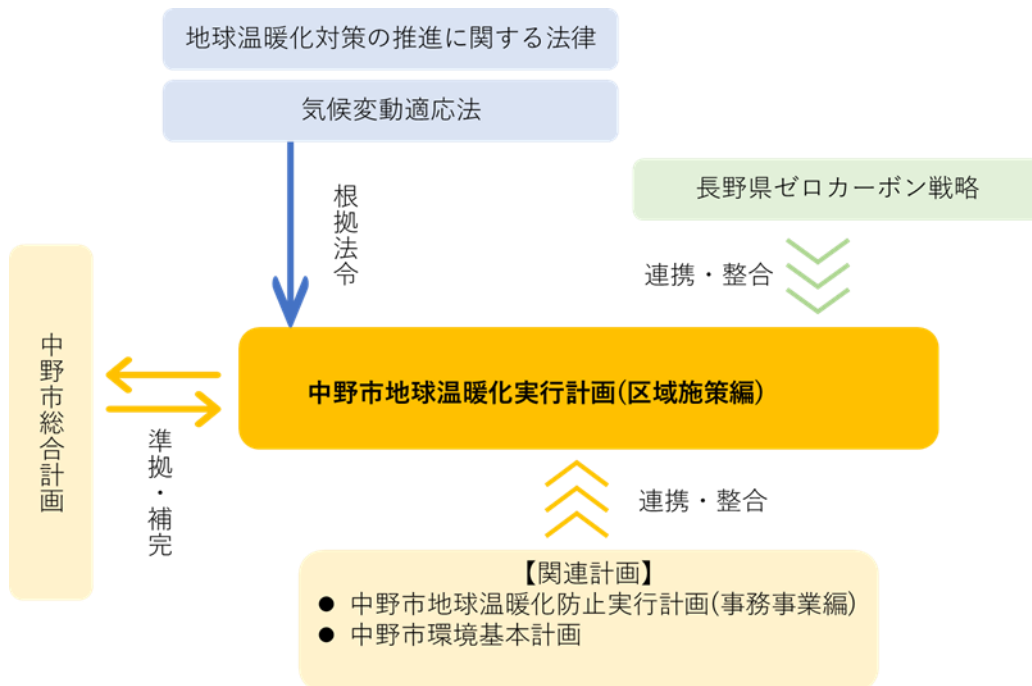 地球温暖化対策の推進に関する法律
気候変動適応法
根拠法令
長野県ゼロカーボン戦略
連携・整合
中野市総合計画
準拠・補完
中野市地球温暖化実行計画(区域施策編)
連携・整合
【関連計画】
● 中野市地球温暖化防止実行計画(事務事業編)
● 中野市環境基本計画